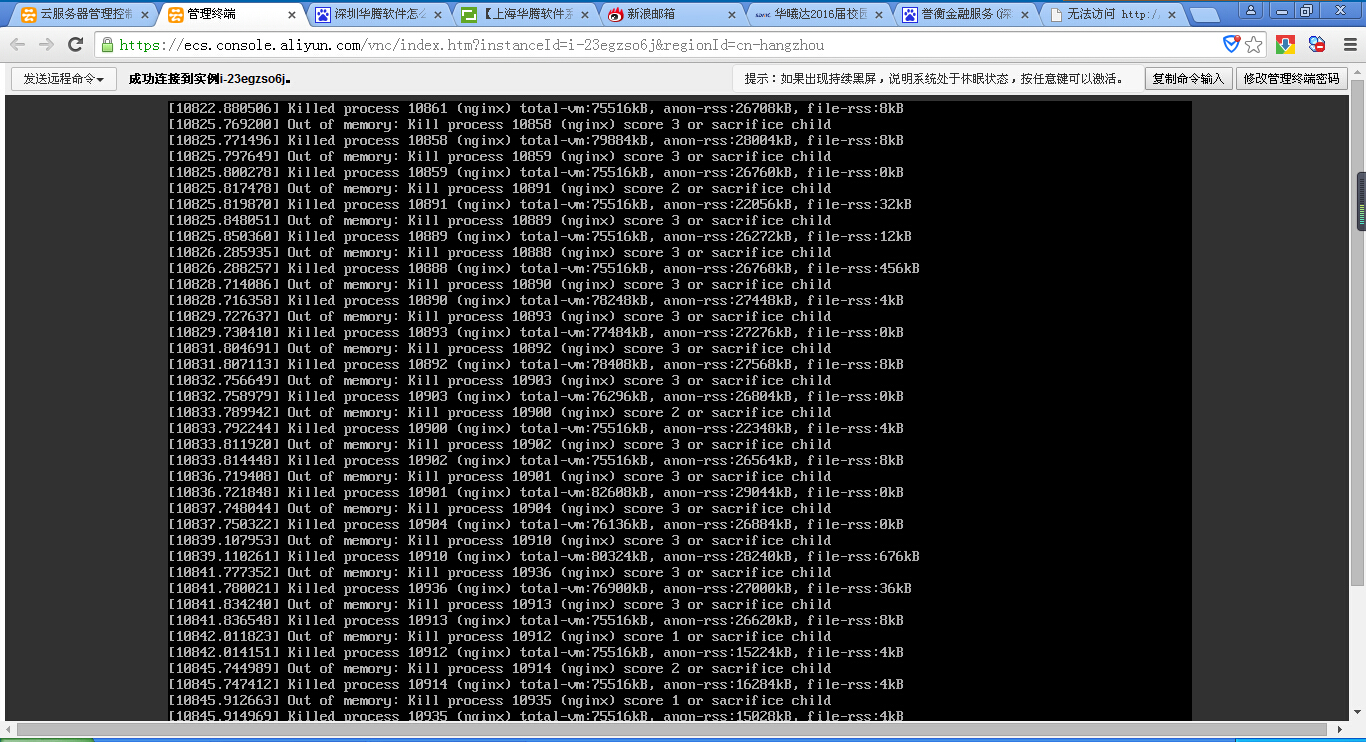 云服务器管理控制
管理终端
深圳华腾软件怎么
【上海华腾软件系
新浪邮箱
华曦达2016届校园
普衡金融服务(深
无法访问 http:/
https://ecs.console.aliyun.com/vnc/index.htm?instanceId=i-23egzso6j&regionId=cn-hangzhou
发送远程命令 成功连接到实例i-23egzso6j。 提示：如果出现持续黑屏，说明系统处于休眠状态，按任意键可以激活。 复制命令输入 修改管理终端密码
[10822.880506] Killed process 10861 (nginx) total-vm:75516kB, anon-rss:26708kB, file-rss:8kB
[10825.769200] Out of memory: Kill process 10858 (nginx) score 3 or sacrifice child
[10825.771496] Killed process 10858 (nginx) total-vm:79884kB, anon-rss:28004kB, file-rss:8kB
[10825.797649] Out of memory: Kill process 10859 (nginx) score 3 or sacrifice child
[10825.800278] Killed process 10859 (nginx) total-vm:75516kB, anon-rss:26760kB, file-rss:0kB
[10825.817478] Out of memory: Kill process 10891 (nginx) score 2 or sacrifice child
[10825.819870] Killed process 10891 (nginx) total-vm:75516kB, anon-rss:22056kB, file-rss:32kB
[10825.848051] Out of memory: Kill process 10889 (nginx) score 3 or sacrifice child
[10825.850360] Killed process 10889 (nginx) total-vm:75516kB, anon-rss:26272kB, file-rss:12kB
[10826.285935] Out of memory: Kill process 10888 (nginx) score 3 or sacrifice child
[10826.288257] Killed process 10888 (nginx) total-vm:75516kB, anon-rss:26768kB, file-rss:456kB
[10828.714086] Out of memory: Kill process 10890 (nginx) score 3 or sacrifice child
[10828.716358] Killed process 10890 (nginx) total-vm:78248kB, anon-rss:27448kB, file-rss:4kB
[10829.727637] Out of memory: Kill process 10893 (nginx) score 3 or sacrifice child
[10829.730410] Killed process 10893 (nginx) total-vm:77484kB, anon-rss:27276kB, file-rss:0kB
[10831.804691] Out of memory: Kill process 10892 (nginx) score 3 or sacrifice child
[10831.807113] Killed process 10892 (nginx) total-vm:78408kB, anon-rss:27568kB, file-rss:8kB
[10832.756649] Out of memory: Kill process 10903 (nginx) score 3 or sacrifice child
[10832.758979] Killed process 10903 (nginx) total-vm:76296kB, anon-rss:26804kB, file-rss:0kB
[10833.789942] Out of memory: Kill process 10900 (nginx) score 2 or sacrifice child
[10833.792244] Killed process 10900 (nginx) total-vm:75516kB, anon-rss:22348kB, file-rss:4kB
[10833.811920] Out of memory: Kill process 10902 (nginx) score 3 or sacrifice child
[10833.814448] Killed process 10902 (nginx) total-vm:75516kB, anon-rss:26564kB, file-rss:8kB
[10836.719408] Out of memory: Kill process 10901 (nginx) score 3 or sacrifice child
[10836.721848] Killed process 10901 (nginx) total-vm:82608kB, anon-rss:29044kB, file-rss:0kB
[10837.748044] Out of memory: Kill process 10904 (nginx) score 3 or sacrifice child
[10837.750322] Killed process 10904 (nginx) total-vm:76136kB, anon-rss:26884kB, file-rss:0kB
[10839.107953] Out of memory: Kill process 10910 (nginx) score 3 or sacrifice child
[10839.110261] Killed process 10910 (nginx) total-vm:80324kB, anon-rss:28240kB, file-rss:676kB
[10841.777352] Out of memory: Kill process 10936 (nginx) score 3 or sacrifice child
[10841.780021] Killed process 10936 (nginx) total-vm:76900kB, anon-rss:27000kB, file-rss:36kB
[10841.834240] Out of memory: Kill process 10913 (nginx) score 3 or sacrifice child
[10841.836548] Killed process 10913 (nginx) total-vm:75516kB, anon-rss:26620kB, file-rss:8kB
[10842.011823] Out of memory: Kill process 10912 (nginx) score 1 or sacrifice child
[10842.014151] Killed process 10912 (nginx) total-vm:75516kB, anon-rss:15224kB, file-rss:4kB
[10845.744989] Out of memory: Kill process 10914 (nginx) score 2 or sacrifice child
[10845.747412] Killed process 10914 (nginx) total-vm:75516kB, anon-rss:16284kB, file-rss:4kB
[10845.912663] Out of memory: Kill process 10935 (nginx) score 1 or sacrifice child
[10845.914969] Killed process 10935 (nginx) total-vm:75516kB, anon-rss:15028kB, file-rss:4kB